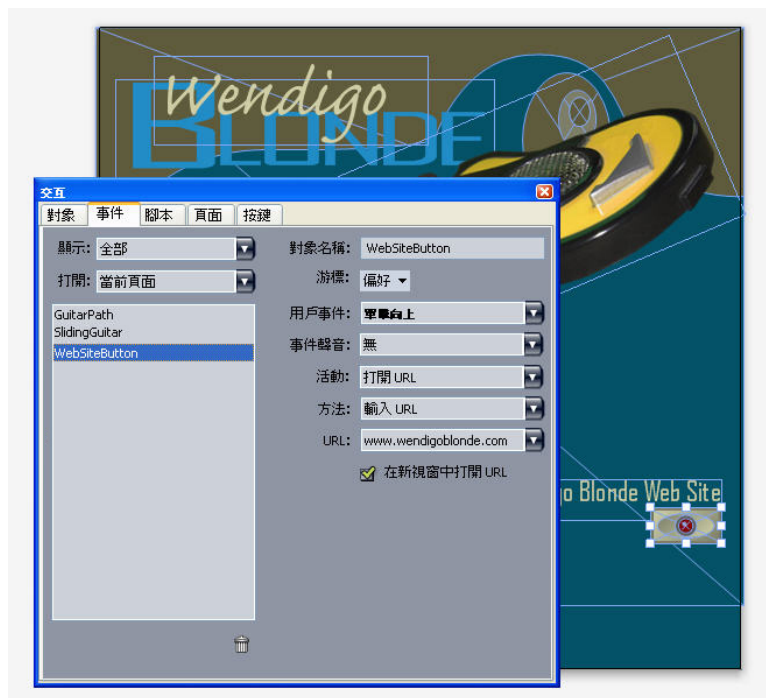 Wendigo
BLONDE
交互
對象 事件 腳本 頁面 按鍵
顯示: 全部
打開: 當前頁面
GuitarPath
SlidingGuitar
WebSiteButton
對象名稱: WebSiteButton
游標: 偏好
用戶事件: 單擊向上
事件聲音: 無
活動: 打開 URL
方法: 輸入 URL
URL: www.wendigoblonde.com
在新視窗中打開 URL
go Blonde Web Site